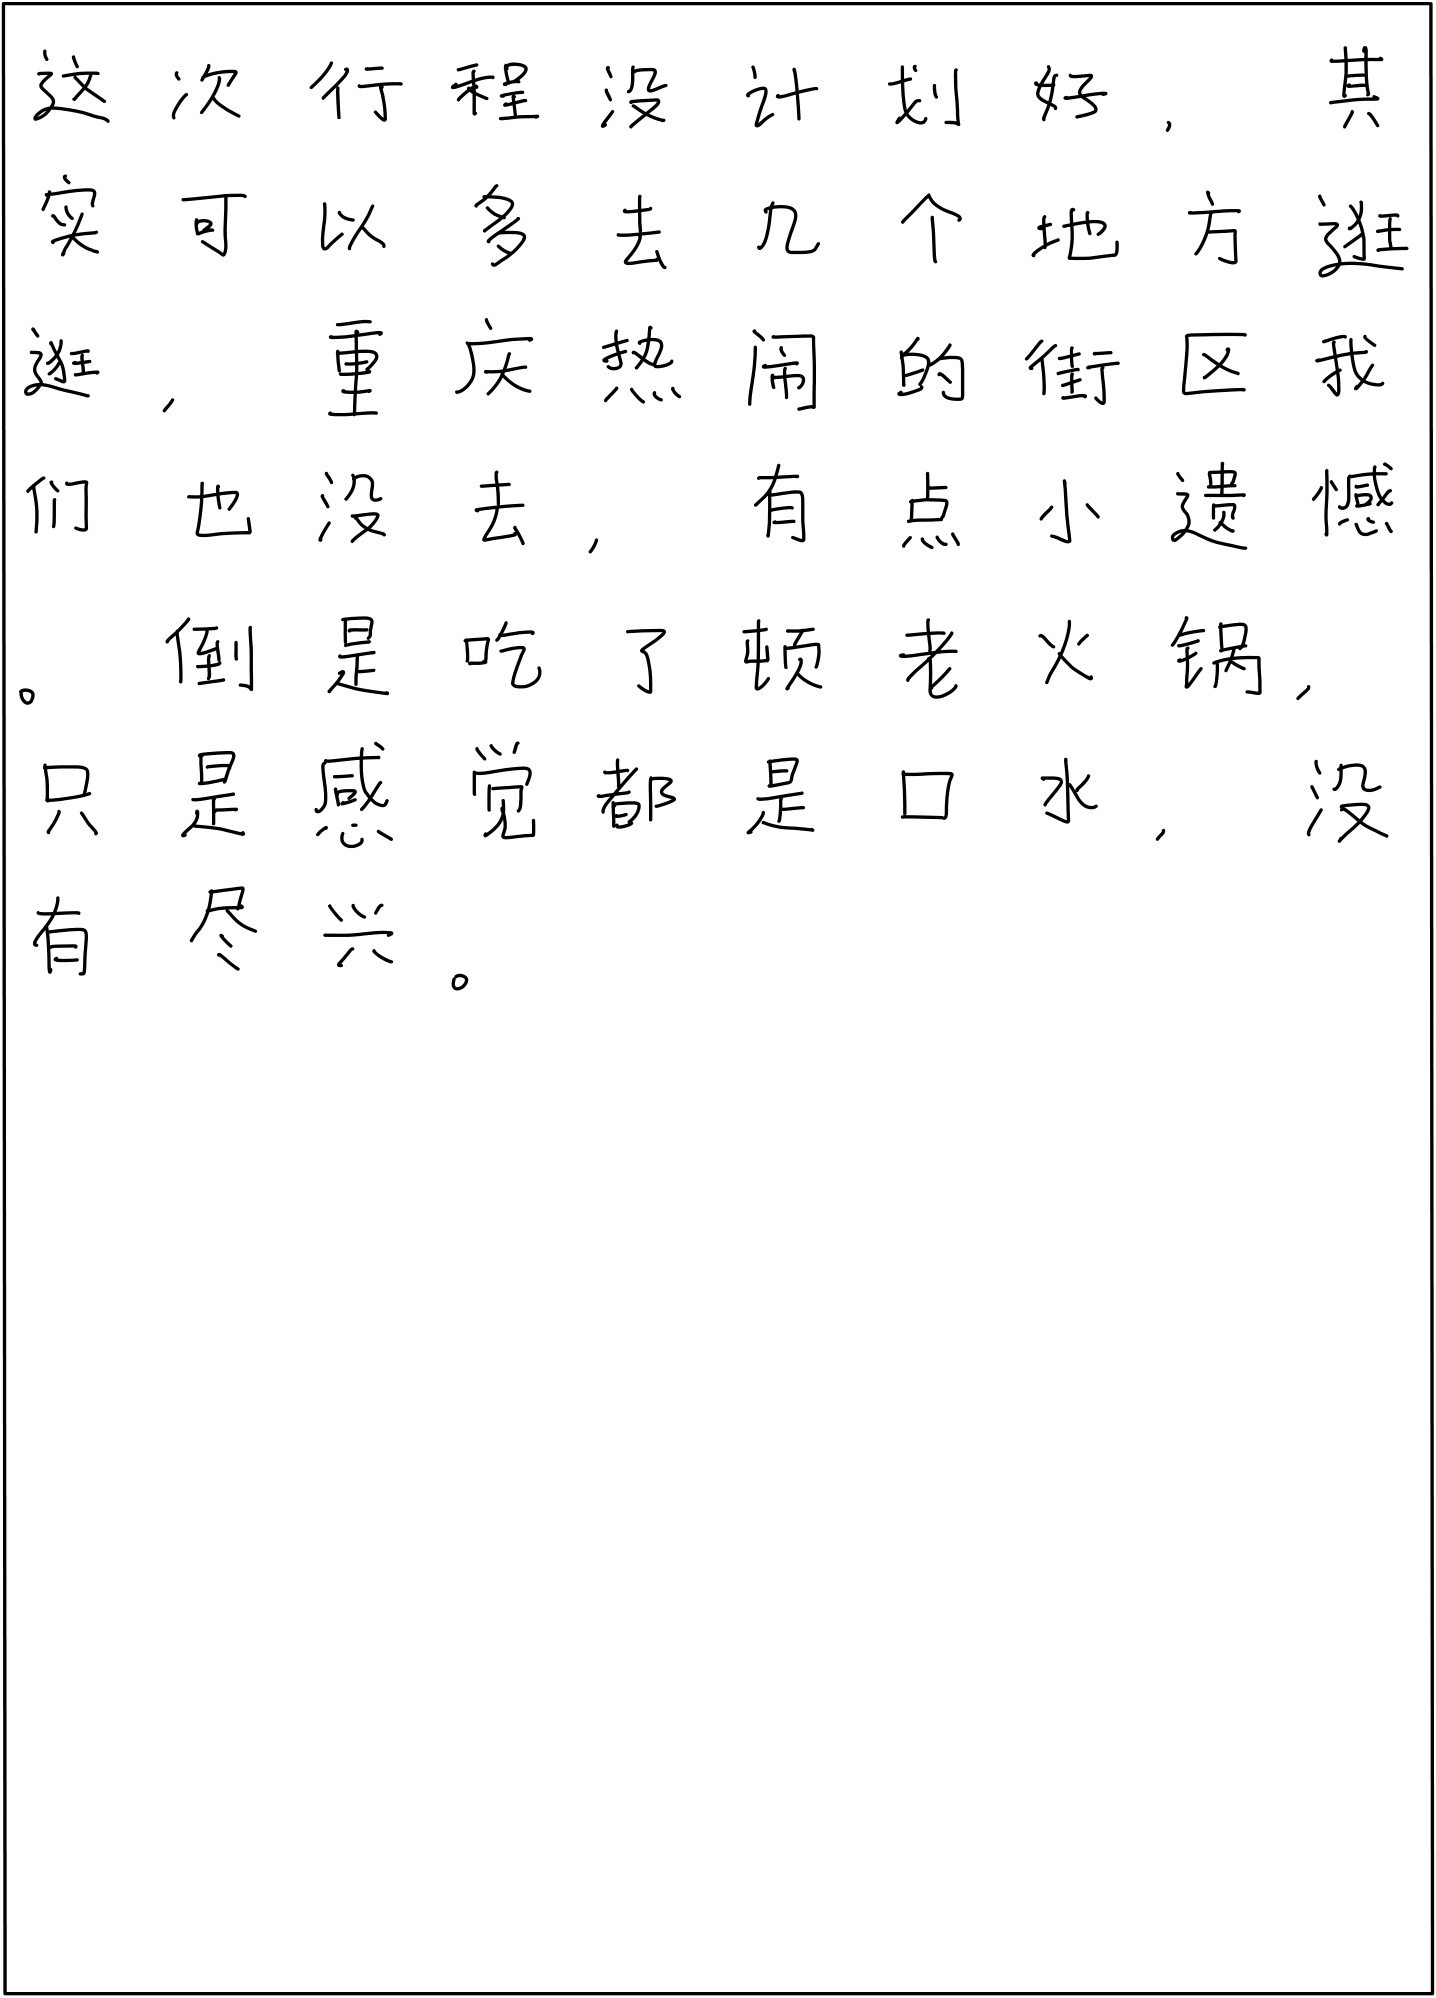 这次行程没计划好，其
实可以多去几个地方逛
逛，重庆热闹的街区我
们也没去，有点小遗憾
。倒是吃了顿老火锅，
只是感觉都是口水，没
有尽兴。